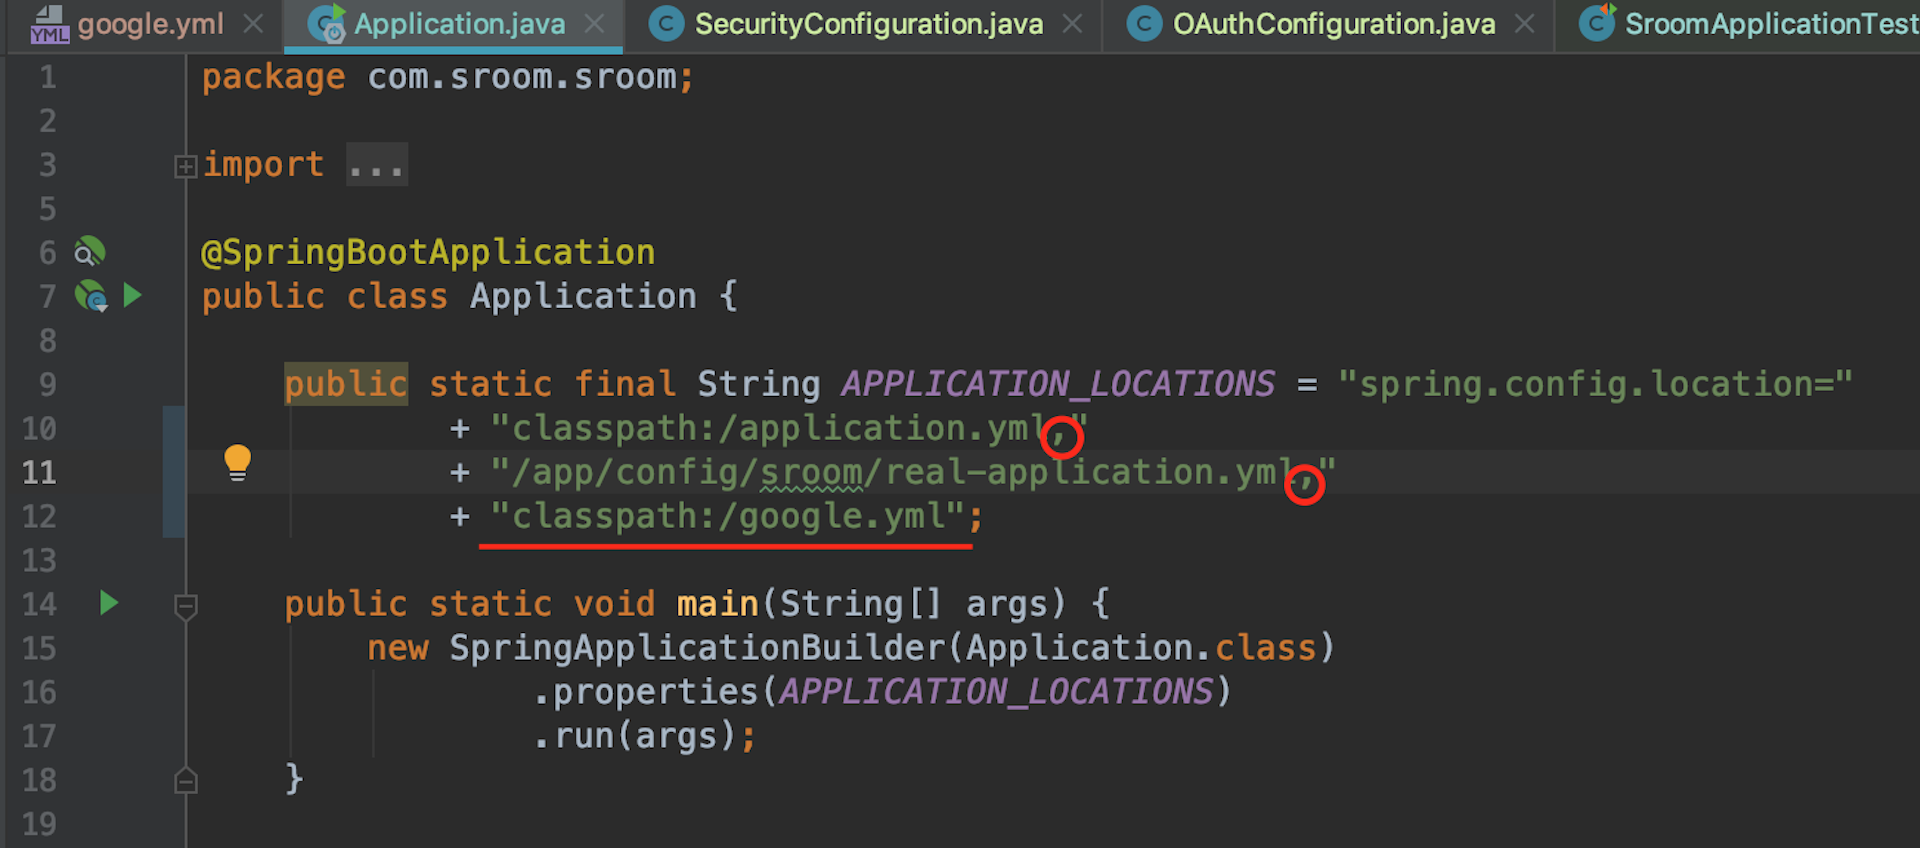 google.yml Application.java SecurityConfiguration.java OAuthConfiguration.java SroomApplicationTest
1 package com.sroom.sroom;
2
3 import ...
5
6 @SpringBootApplication
7 public class Application {
8
9 public static final String APPLICATION_LOCATIONS = "spring.config.location="
10 + "classpath:/application.yml,"
11 + "/app/config/sroom/real-application.yml,"
12 + "classpath:/google.yml";
13
14 public static void main(String[] args) {
15 new SpringApplicationBuilder(Application.class)
16 .properties(APPLICATION_LOCATIONS)
17 .run(args);
18 }
19